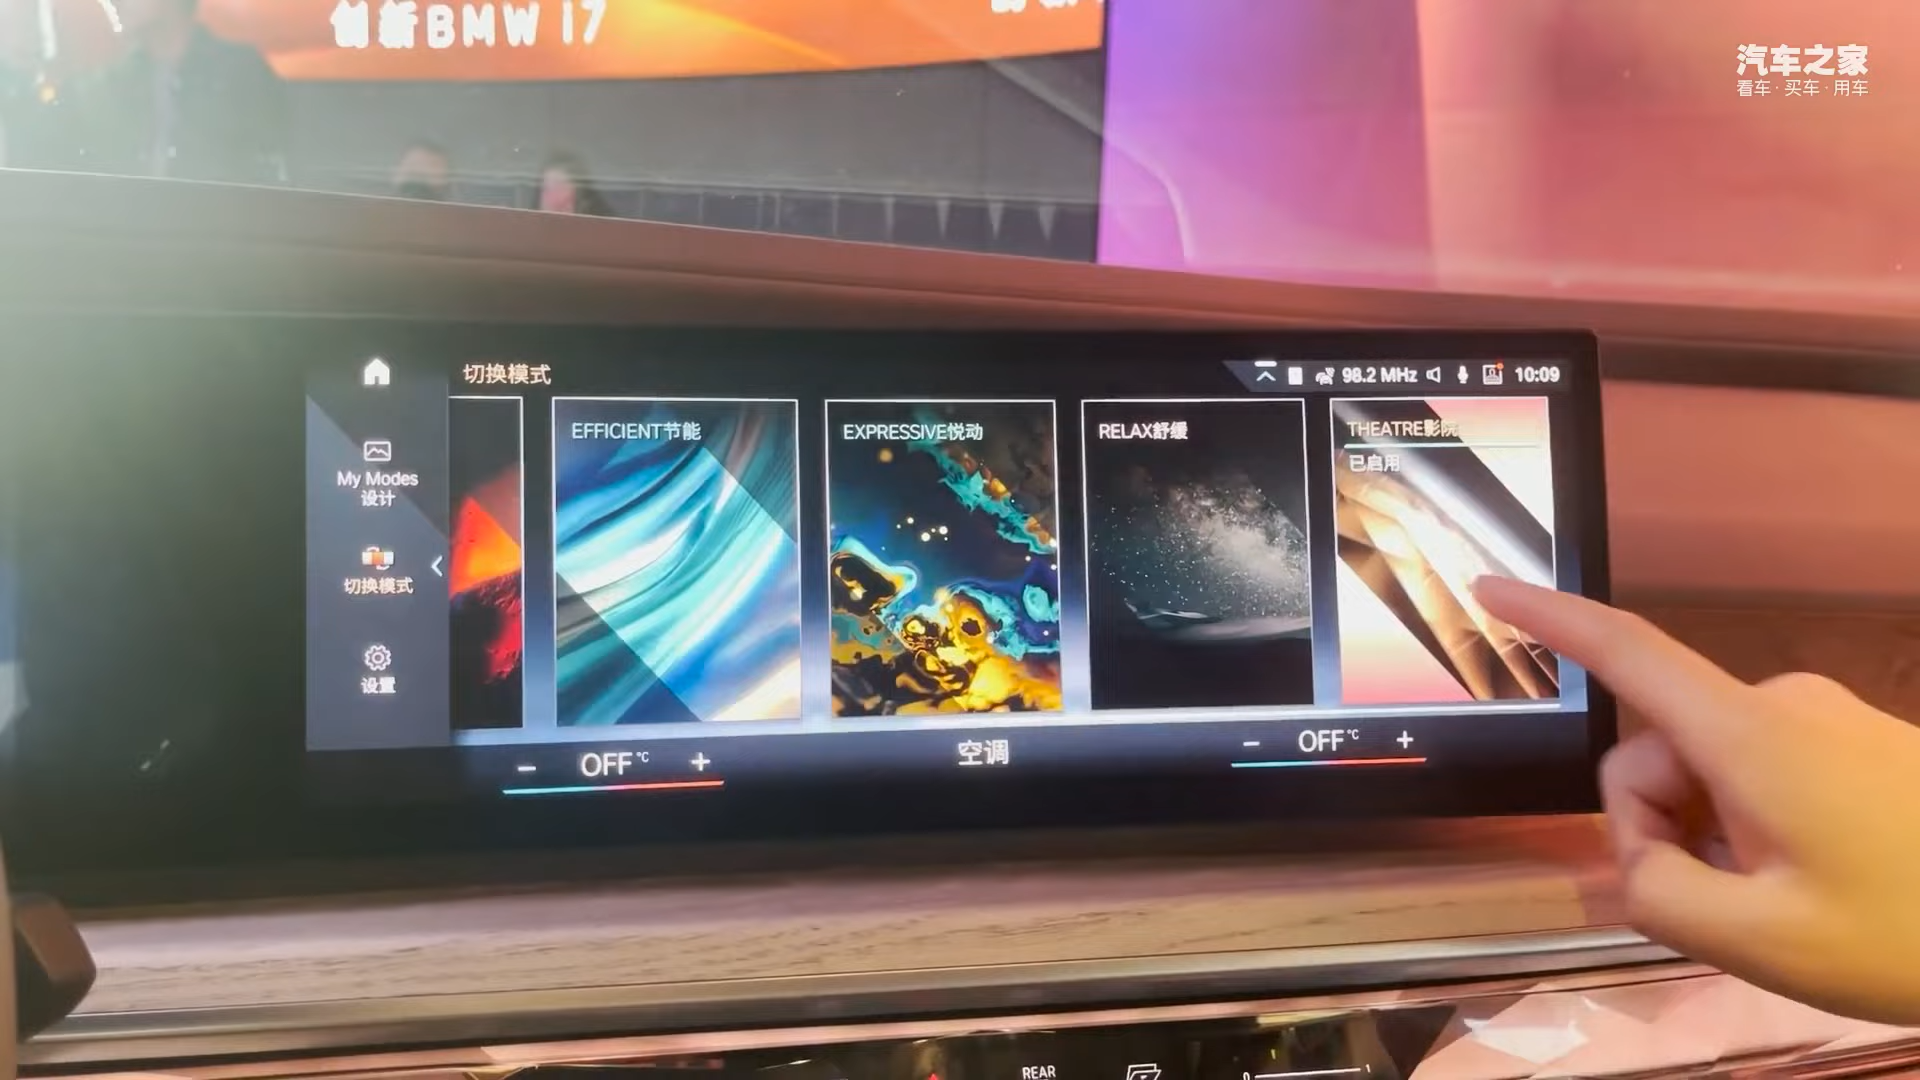 创新BMW i7
汽车之家
看车·买车·用车
切换模式
98.2 MHz
10:09
My Modes
设计
切换模式
设置
EFFICIENT节能
EXPRESSIVE悦动
RELAX舒缓
THEATRE影院
已启用
OFF °C
空调
OFF °C
REAR
0
1